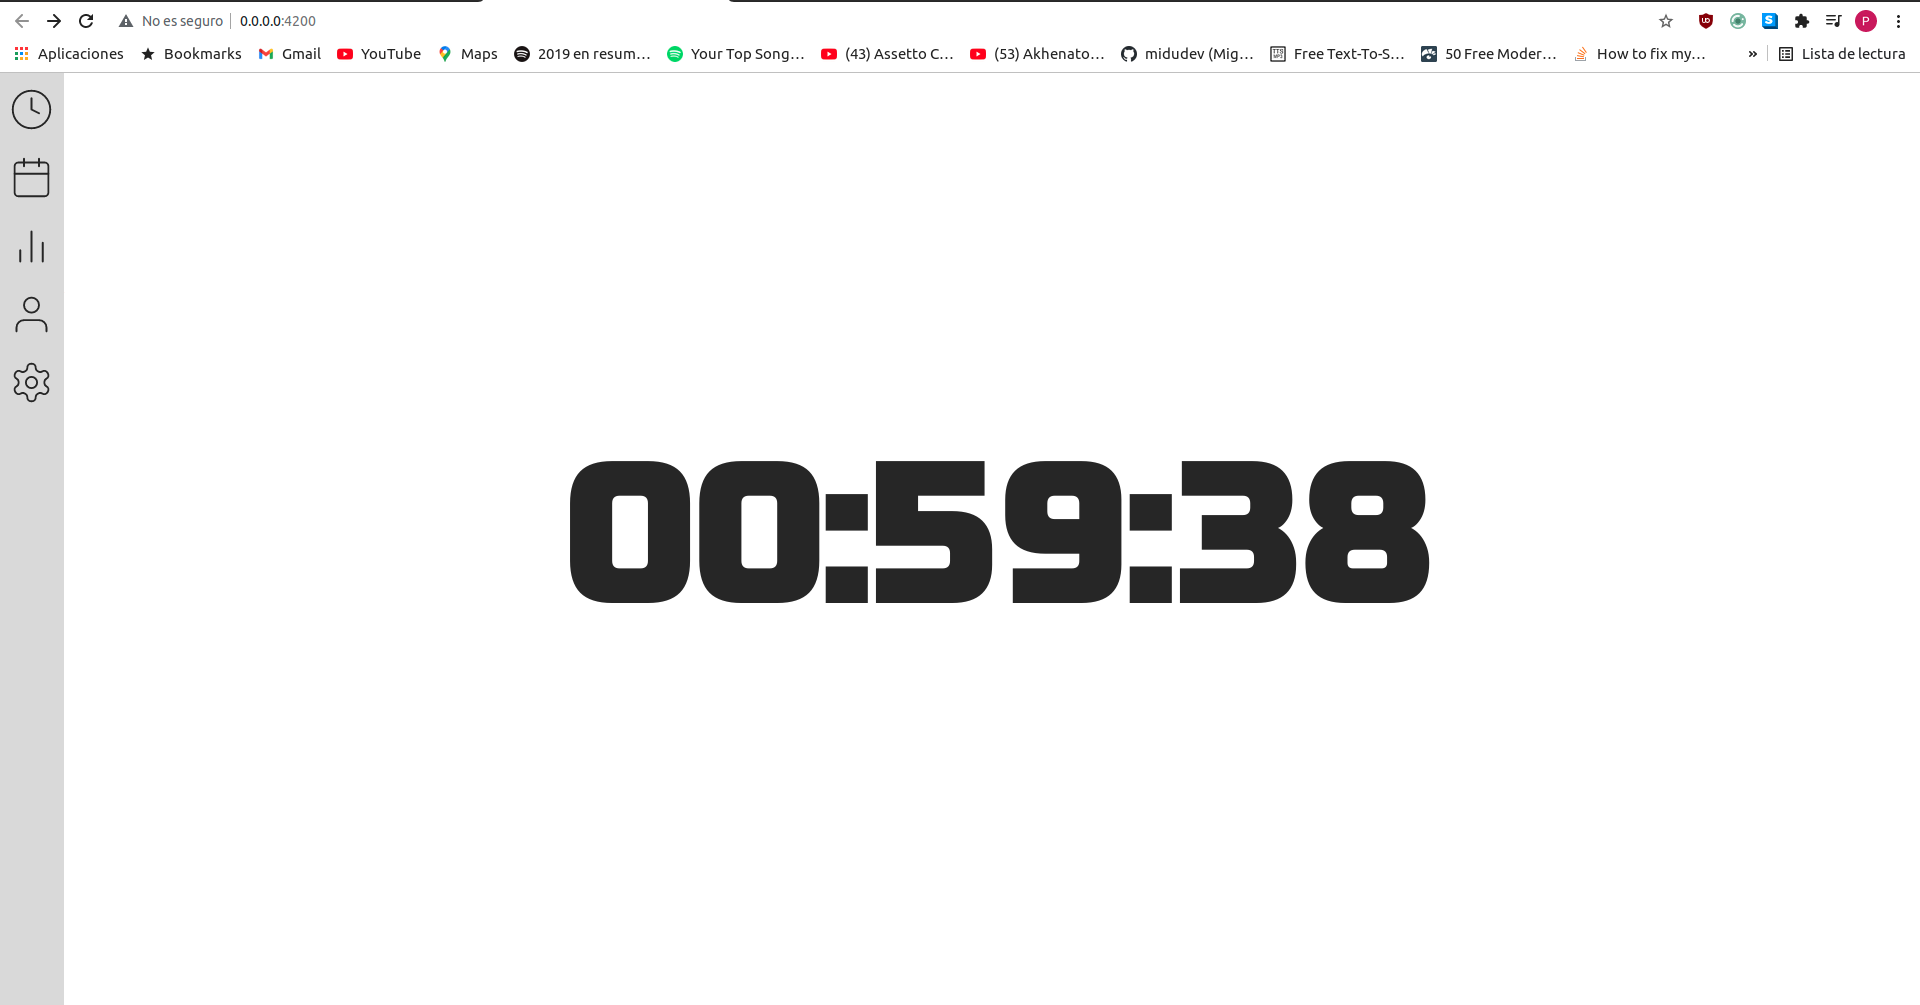 No es seguro 0.0.0.0:4200 P
Aplicaciones Bookmarks Gmail YouTube Maps 2019 en resum... Your Top Song... (43) Assetto C... (53) Akhenato... midudev (Mig... Free Text-To-S... 50 Free Moder... How to fix my... » Lista de lectura
00:59:38